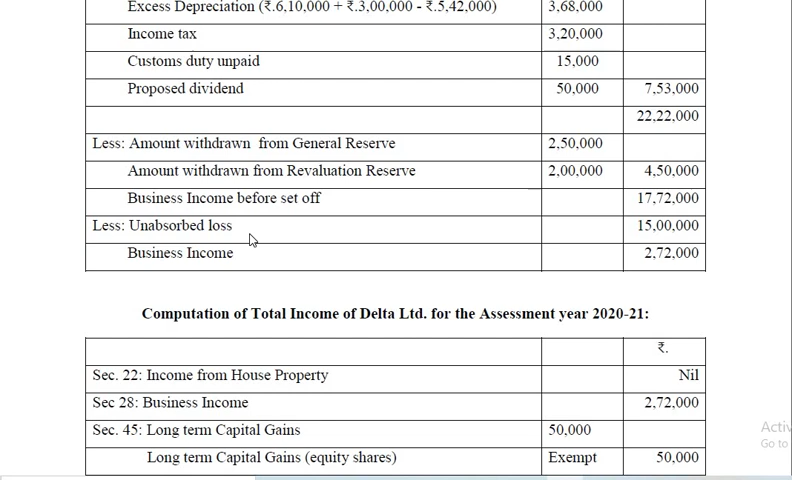 Excess Depreciation (₹.6,10,000 + ₹.3,00,000 - ₹.5,42,000) 3,68,000
Income tax 3,20,000
Customs duty unpaid 15,000
Proposed dividend 50,000 7,53,000
22,22,000
Less: Amount withdrawn from General Reserve 2,50,000
Amount withdrawn from Revaluation Reserve 2,00,000 4,50,000
Business Income before set off 17,72,000
Less: Unabsorbed loss 15,00,000
Business Income 2,72,000
Computation of Total Income of Delta Ltd. for the Assessment year 2020-21:
₹.
Sec. 22: Income from House Property Nil
Sec 28: Business Income 2,72,000
Sec. 45: Long term Capital Gains 50,000
Long term Capital Gains (equity shares) Exempt 50,000
Activ
Go to